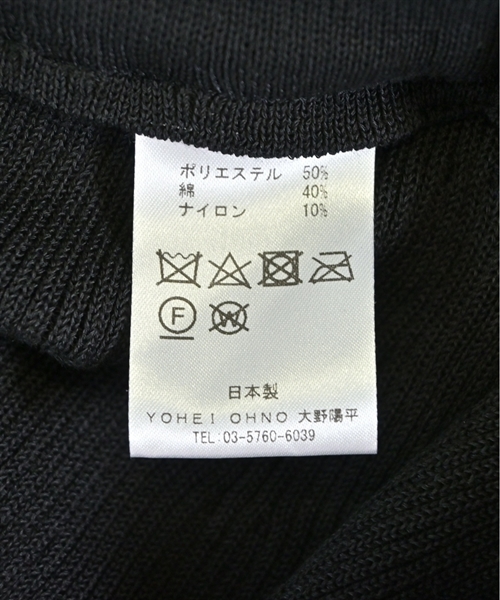 ポリエステル 50%
綿 40%
ナイロン 10%
F W
日本製
YOHEI OHNO 大野陽平
TEL:03-5760-6039